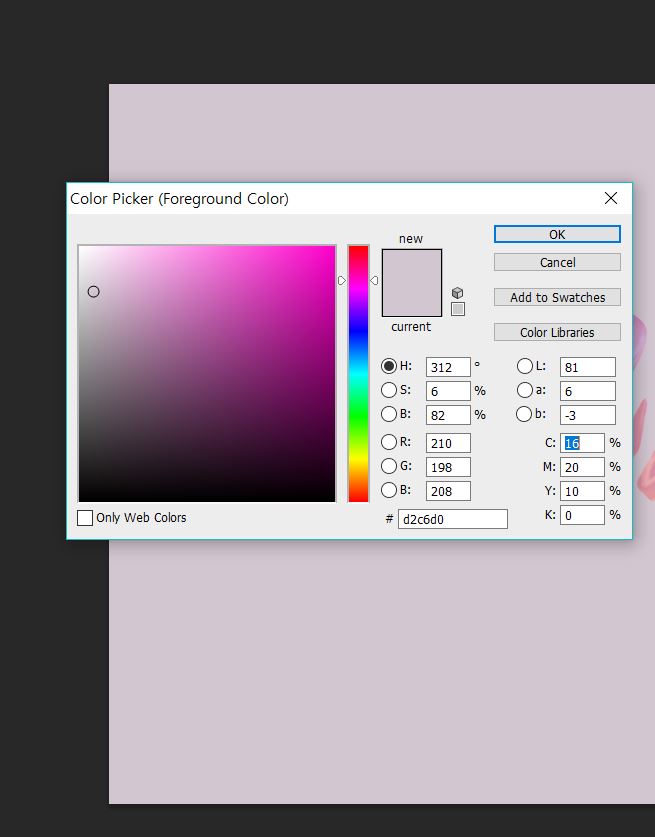 Color Picker (Foreground Color)
new
current
OK
Cancel
Add to Swatches
Color Libraries
H: 312 °
S: 6 %
B: 82 %
R: 210
G: 198
B: 208
# d2c6d0
L: 81
a: 6
b: -3
C: 16 %
M: 20 %
Y: 10 %
K: 0 %
Only Web Colors